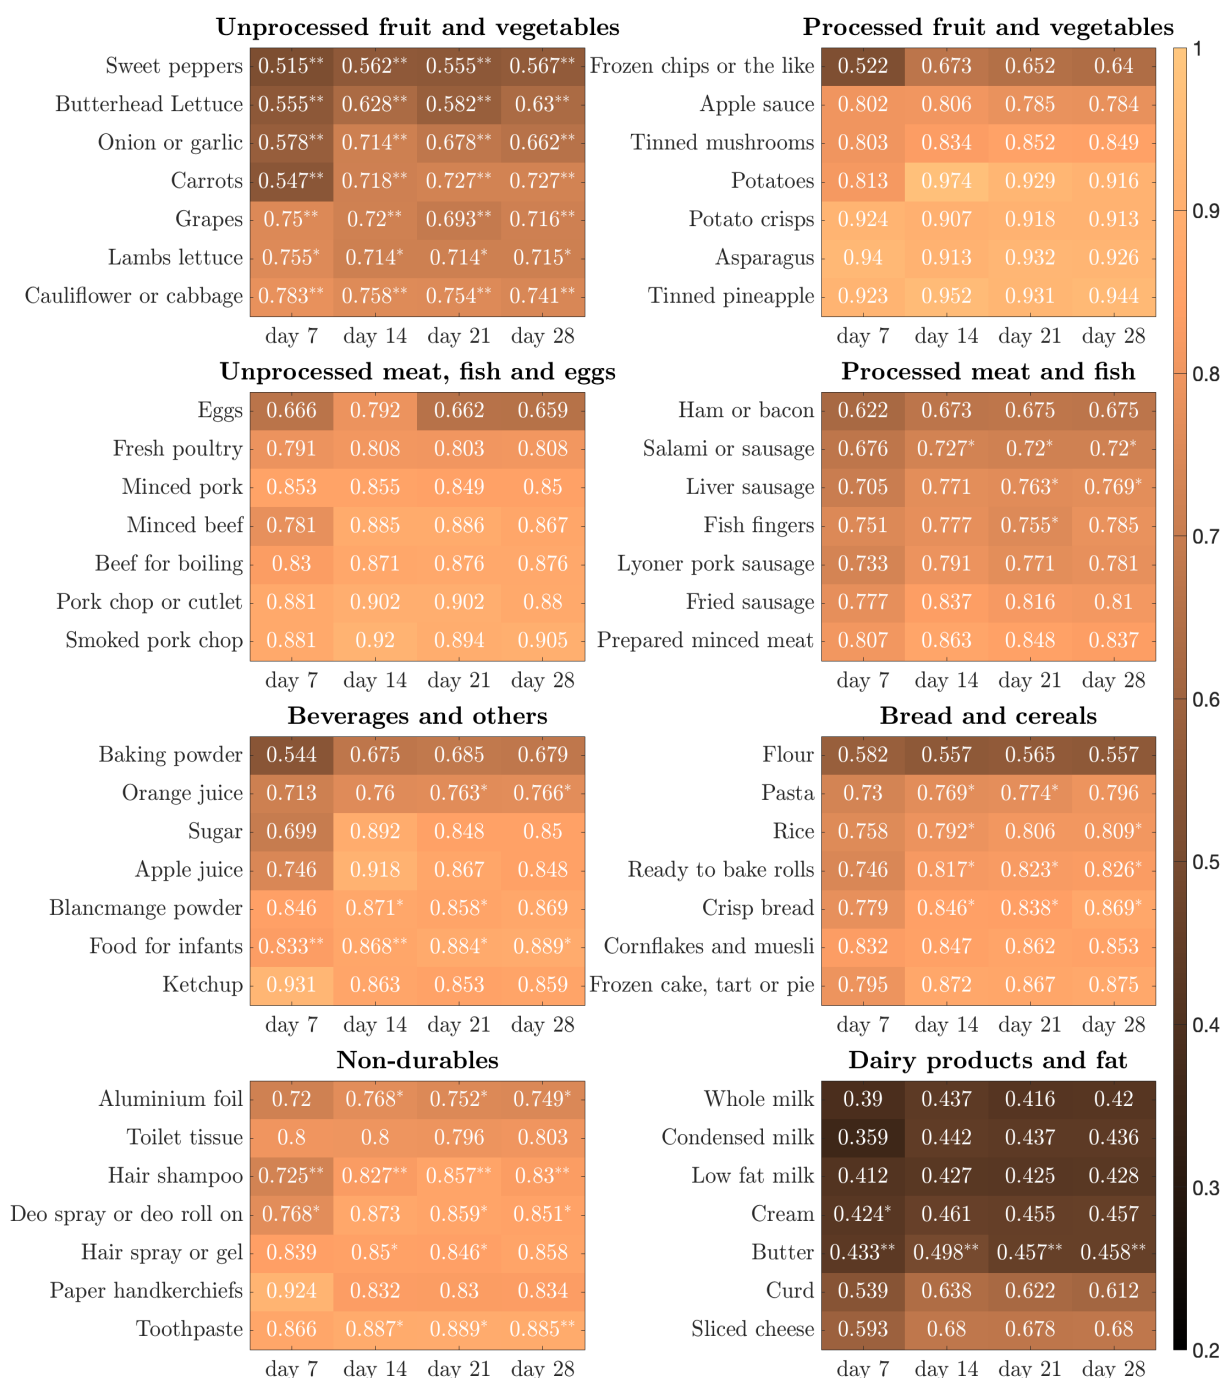 Unprocessed fruit and vegetables
Sweet peppers 0.515** 0.562** 0.555** 0.567**
Butterhead Lettuce 0.555** 0.628** 0.582** 0.63**
Onion or garlic 0.578** 0.714** 0.678** 0.662**
Carrots 0.547** 0.718** 0.727** 0.727**
Grapes 0.75** 0.72** 0.693** 0.716**
Lambs lettuce 0.755* 0.714* 0.714* 0.715*
Cauliflower or cabbage 0.783** 0.758** 0.754** 0.741**
day 7 day 14 day 21 day 28
Processed fruit and vegetables
Frozen chips or the like 0.522 0.673 0.652 0.64
Apple sauce 0.802 0.806 0.785 0.784
Tinned mushrooms 0.803 0.834 0.852 0.849
Potatoes 0.813 0.974 0.929 0.916
Potato crisps 0.924 0.907 0.918 0.913
Asparagus 0.94 0.913 0.932 0.926
Tinned pineapple 0.923 0.952 0.931 0.944
day 7 day 14 day 21 day 28
Unprocessed meat, fish and eggs
Eggs 0.666 0.792 0.662 0.659
Fresh poultry 0.791 0.808 0.803 0.808
Minced pork 0.853 0.855 0.849 0.85
Minced beef 0.781 0.885 0.886 0.867
Beef for boiling 0.83 0.871 0.876 0.876
Pork chop or cutlet 0.881 0.902 0.902 0.88
Smoked pork chop 0.881 0.92 0.894 0.905
day 7 day 14 day 21 day 28
Processed meat and fish
Ham or bacon 0.622 0.673 0.675 0.675
Salami or sausage 0.676 0.727* 0.72* 0.72*
Liver sausage 0.705 0.771 0.763* 0.769*
Fish fingers 0.751 0.777 0.755* 0.785
Lyoner pork sausage 0.733 0.791 0.771 0.781
Fried sausage 0.777 0.837 0.816 0.81
Prepared minced meat 0.807 0.863 0.848 0.837
day 7 day 14 day 21 day 28
Beverages and others
Baking powder 0.544 0.675 0.685 0.679
Orange juice 0.713 0.76 0.763* 0.766*
Sugar 0.699 0.892 0.848 0.85
Apple juice 0.746 0.918 0.867 0.848
Blancmange powder 0.846 0.871* 0.858* 0.869
Food for infants 0.833** 0.868** 0.884* 0.889*
Ketchup 0.931 0.863 0.853 0.859
day 7 day 14 day 21 day 28
Bread and cereals
Flour 0.582 0.557 0.565 0.557
Pasta 0.73 0.769* 0.774* 0.796
Rice 0.758 0.792* 0.806 0.809*
Ready to bake rolls 0.746 0.817* 0.823* 0.826*
Crisp bread 0.779 0.846* 0.838* 0.869*
Cornflakes and muesli 0.832 0.847 0.862 0.853
Frozen cake, tart or pie 0.795 0.872 0.867 0.875
day 7 day 14 day 21 day 28
Non-durables
Aluminium foil 0.72 0.768* 0.752* 0.749*
Toilet tissue 0.8 0.8 0.796 0.803
Hair shampoo 0.725** 0.827** 0.857** 0.83**
Deo spray or deo roll on 0.768* 0.873 0.859* 0.851*
Hair spray or gel 0.839 0.85* 0.846* 0.858
Paper handkerchiefs 0.924 0.832 0.83 0.834
Toothpaste 0.866 0.887* 0.889* 0.885**
day 7 day 14 day 21 day 28
Dairy products and fat
Whole milk 0.39 0.437 0.416 0.42
Condensed milk 0.359 0.442 0.437 0.436
Low fat milk 0.412 0.427 0.425 0.428
Cream 0.424* 0.461 0.455 0.457
Butter 0.433** 0.498** 0.457** 0.458**
Curd 0.539 0.638 0.622 0.612
Sliced cheese 0.593 0.68 0.678 0.68
day 7 day 14 day 21 day 28
1
0.9
0.8
0.7
0.6
0.5
0.4
0.3
0.2